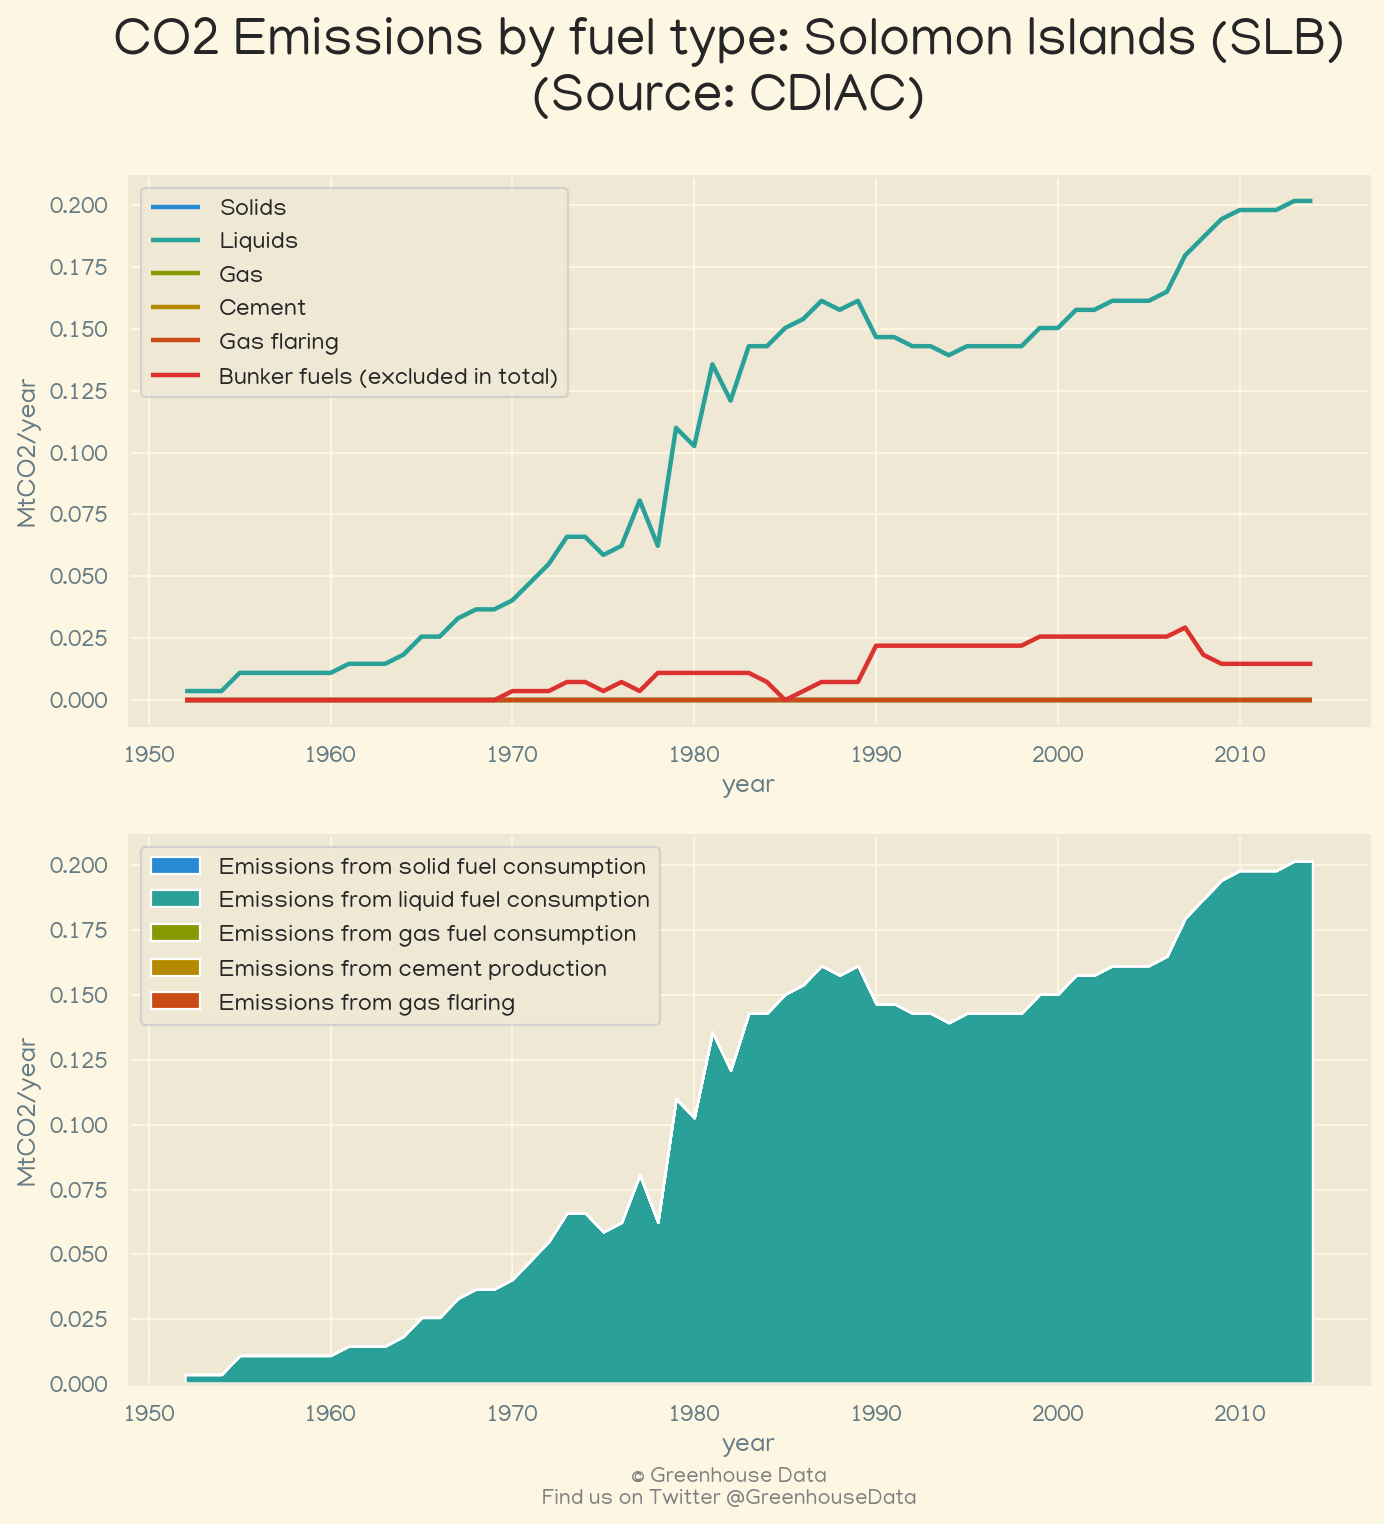 CO2 Emissions by fuel type: Solomon Islands (SLB)
(Source: CDIAC)
Solids
Liquids
Gas
Cement
Gas flaring
Bunker fuels (excluded in total)
0.200
0.175
0.150
0.125
0.100
0.075
0.050
0.025
0.000
MtCO2/year
1950 1960 1970 1980 1990 2000 2010
year
Emissions from solid fuel consumption
Emissions from liquid fuel consumption
Emissions from gas fuel consumption
Emissions from cement production
Emissions from gas flaring
0.200
0.175
0.150
0.125
0.100
0.075
0.050
0.025
0.000
MtCO2/year
1950 1960 1970 1980 1990 2000 2010
year
© Greenhouse Data
Find us on Twitter @GreenhouseData